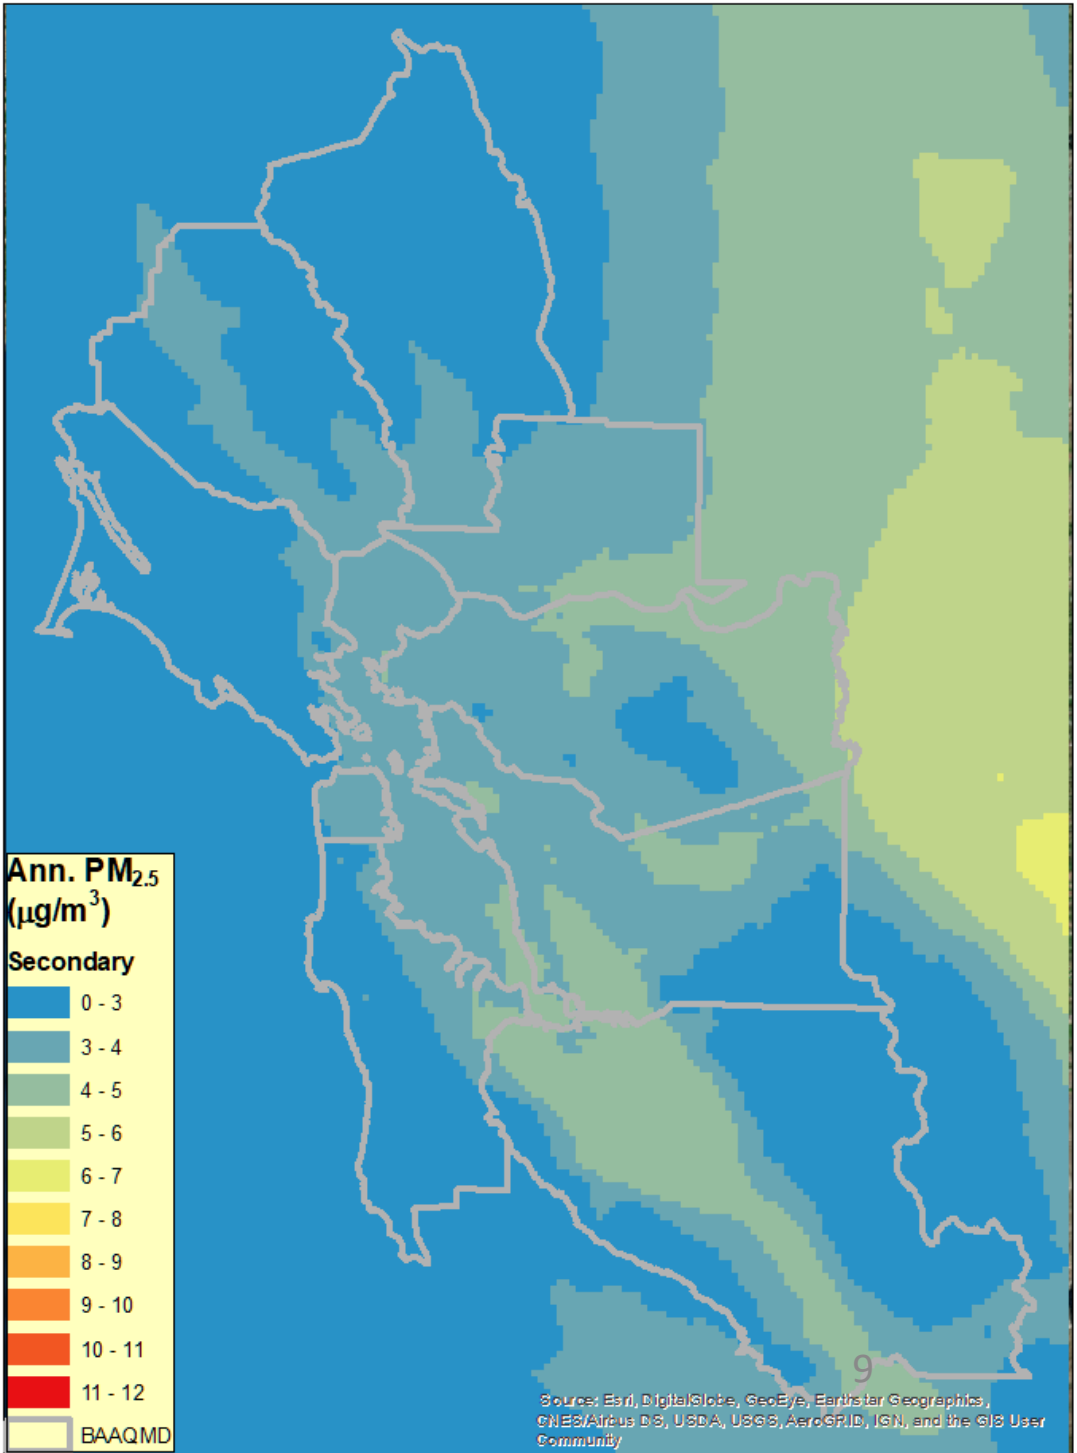 Ann. PM2.5
(μg/m3)
Secondary
0 - 3
3 - 4
4 - 5
5 - 6
6 - 7
7 - 8
8 - 9
9 - 10
10 - 11
11 - 12
BAAQMD
9
Source: Esri, DigitalGlobe, GeoEye, Earthstar Geographics,
CNES/Airbus DS, USDA, USGS, AeroGRID, IGN, and the GIS User
Community